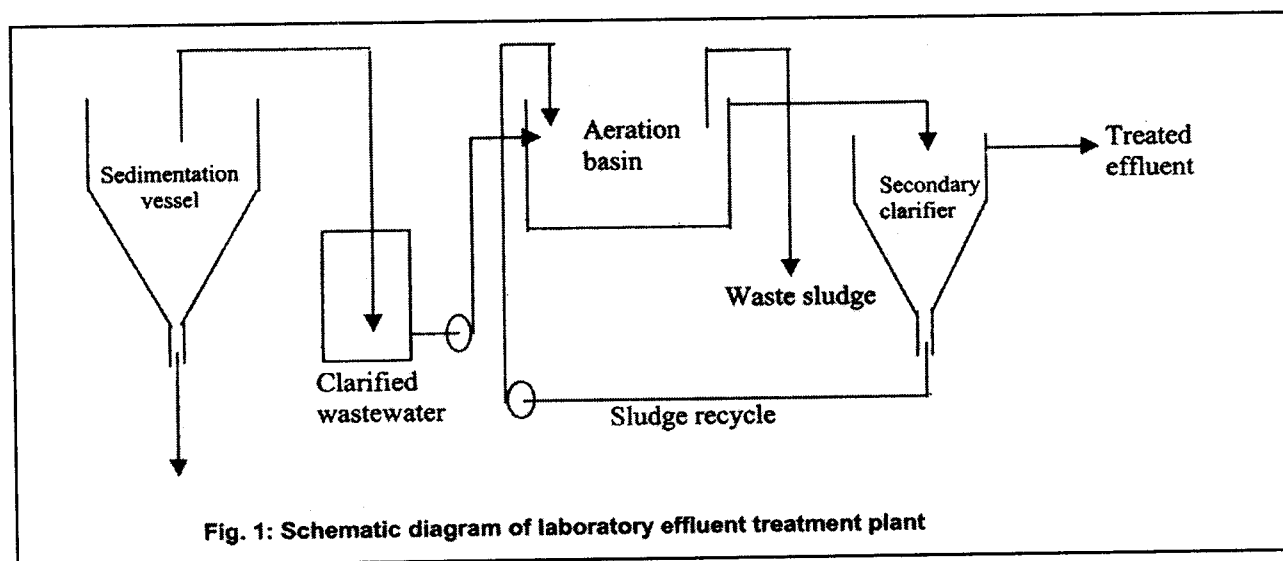 Sedimentation
vessel
Clarified
wastewater
Aeration
basin
Waste sludge
Sludge recycle
Secondary
clarifier
Treated
effluent
Fig. 1: Schematic diagram of laboratory effluent treatment plant